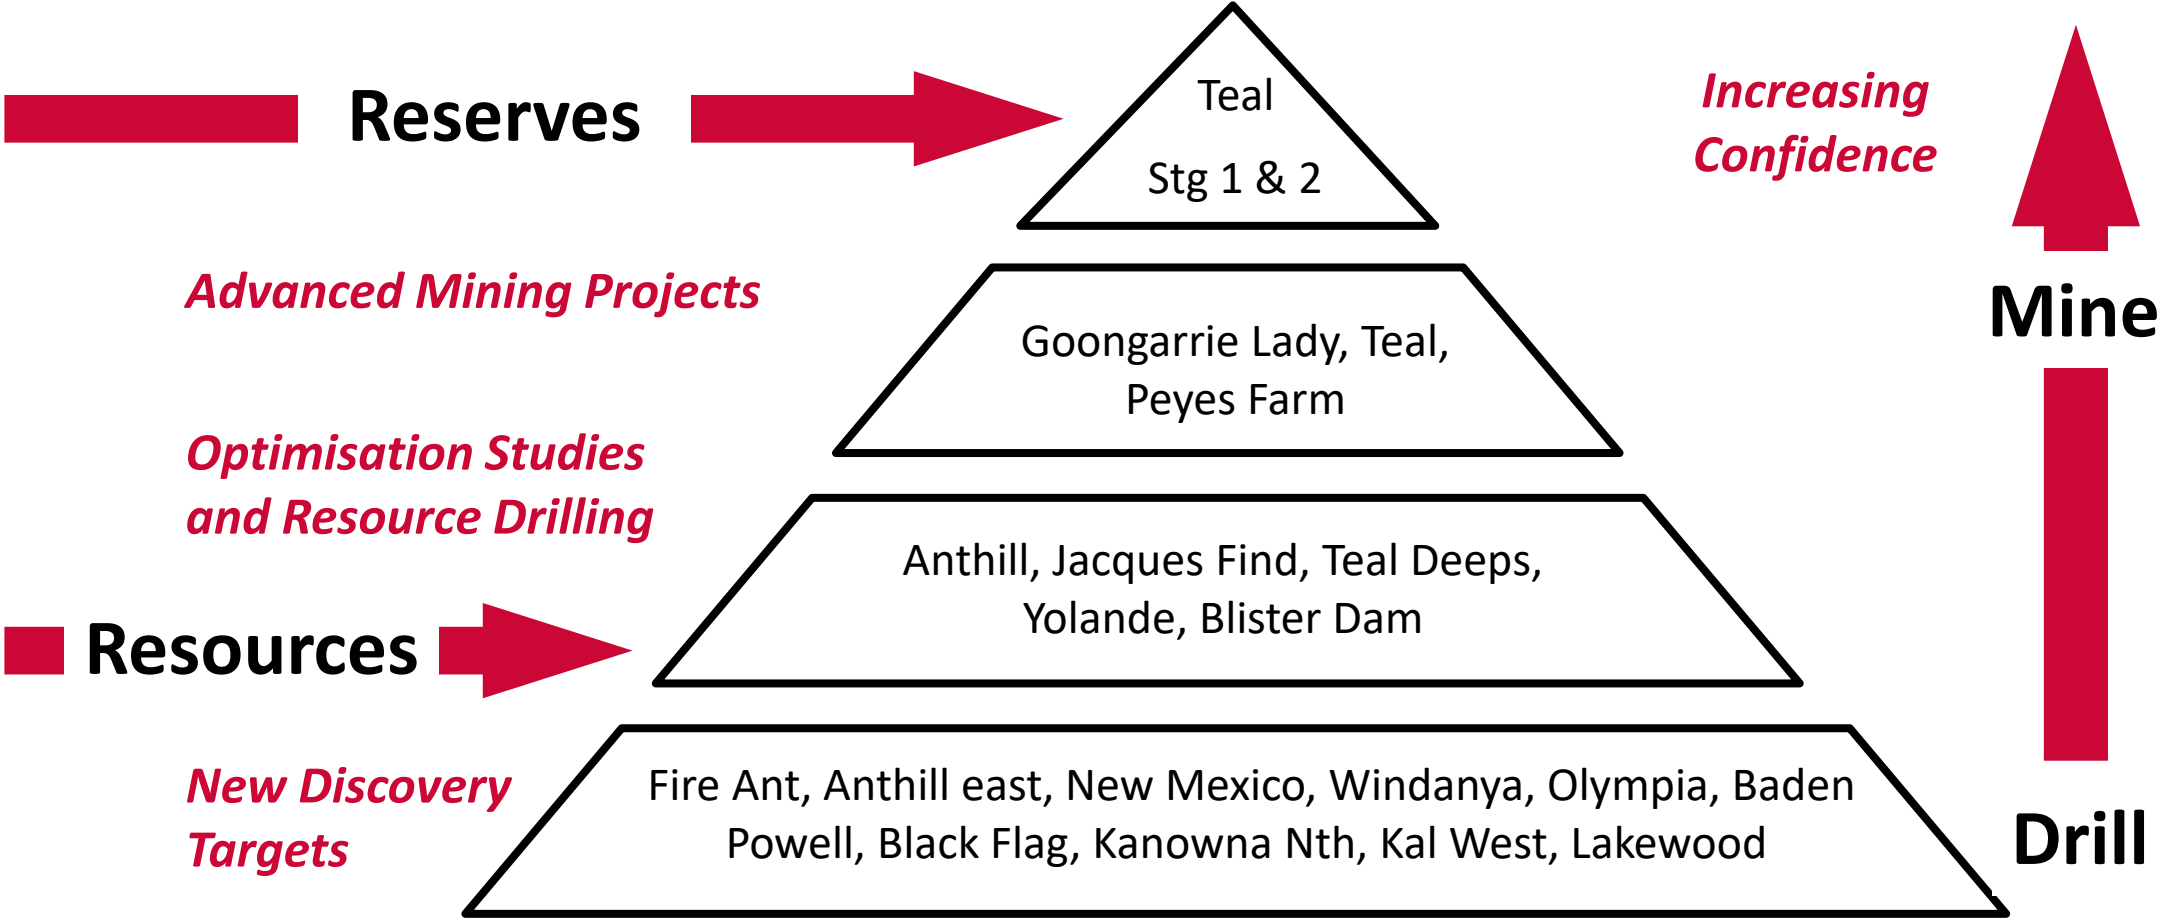 Reserves
Teal
Stg 1 & 2
Increasing
Confidence
Advanced Mining Projects
Mine
Goongarrie Lady, Teal,
Peyes Farm
Optimisation Studies
and Resource Drilling
Anthill, Jacques Find, Teal Deeps,
Yolande, Blister Dam
Resources
New Discovery
Targets
Fire Ant, Anthill east, New Mexico, Windanya, Olympia, Baden
Powell, Black Flag, Kanowna Nth, Kal West, Lakewood
Drill